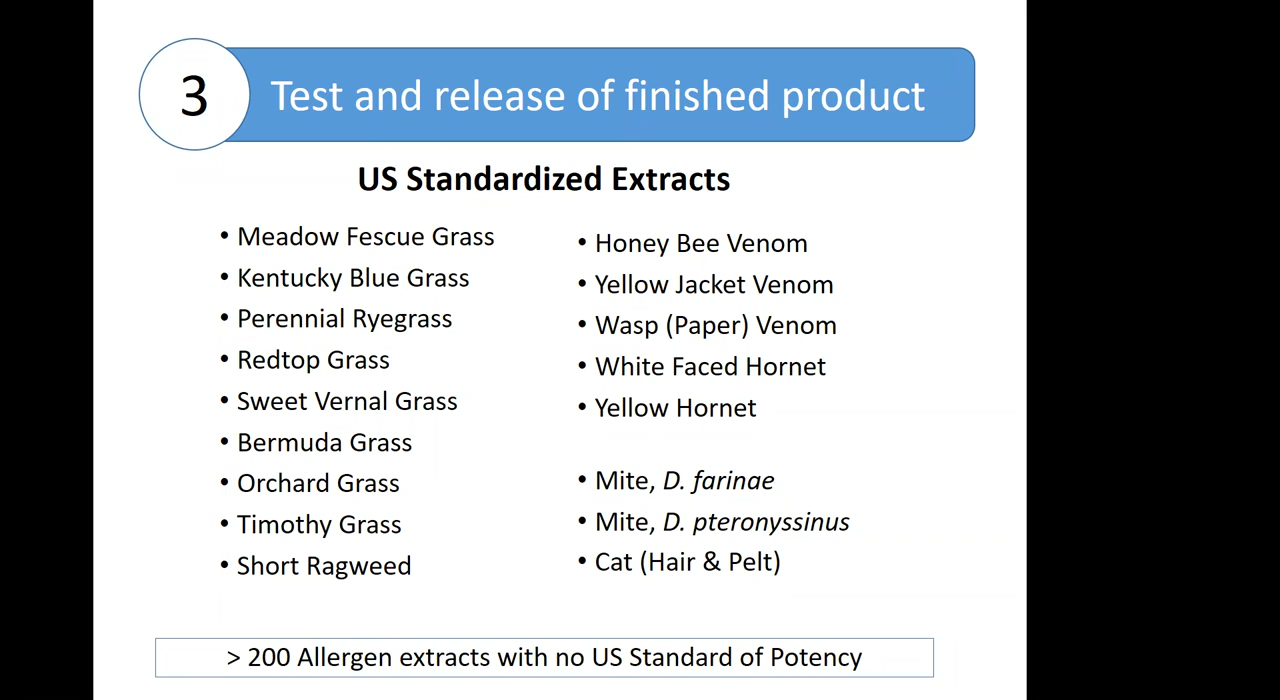 3
Test and release of finished product
US Standardized Extracts
• Meadow Fescue Grass
• Kentucky Blue Grass
• Perennial Ryegrass
• Redtop Grass
• Sweet Vernal Grass
• Bermuda Grass
• Orchard Grass
• Timothy Grass
• Short Ragweed
• Honey Bee Venom
• Yellow Jacket Venom
• Wasp (Paper) Venom
• White Faced Hornet
• Yellow Hornet
• Mite, D. farinae
• Mite, D. pteronyssinus
• Cat (Hair & Pelt)
> 200 Allergen extracts with no US Standard of Potency